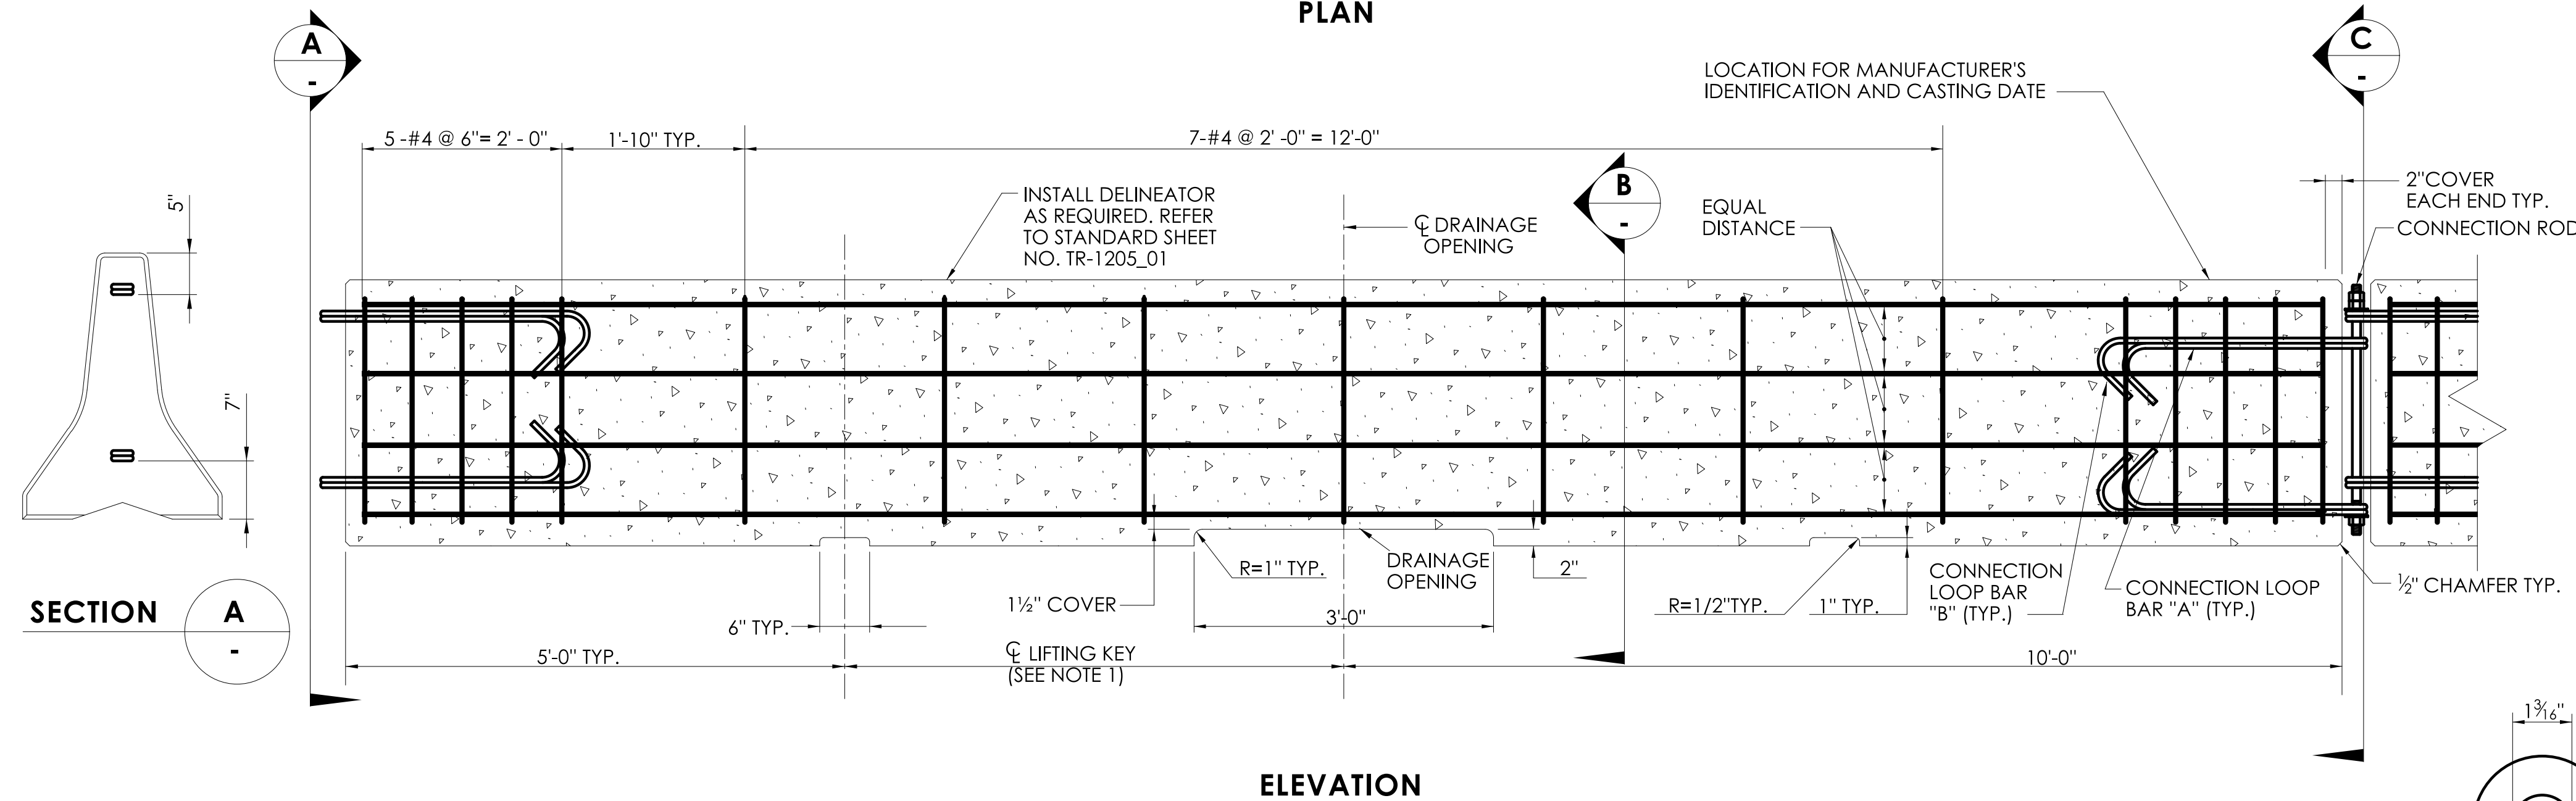 PLAN
A
-
C
-
LOCATION FOR MANUFACTURER'S
IDENTIFICATION AND CASTING DATE
5 -#4 @ 6"= 2' - 0"
1'-10" TYP.
7-#4 @ 2' -0" = 12'-0"
B
-
2"COVER
EACH END TYP.
CONNECTION ROD
5"
INSTALL DELINEATOR
AS REQUIRED. REFER
TO STANDARD SHEET
NO. TR-1205_01
℄ DRAINAGE
OPENING
EQUAL
DISTANCE
7"
R=1" TYP.
DRAINAGE
OPENING
2"
CONNECTION
LOOP BAR
"B" (TYP.)
CONNECTION LOOP
BAR "A" (TYP.)
½" CHAMFER TYP.
SECTION
A
-
1½" COVER
6" TYP.
3'-0"
R=1/2"TYP.
1" TYP.
5'-0" TYP.
℄ LIFTING KEY
(SEE NOTE 1)
10'-0"
1³⁄₁₆"
ELEVATION